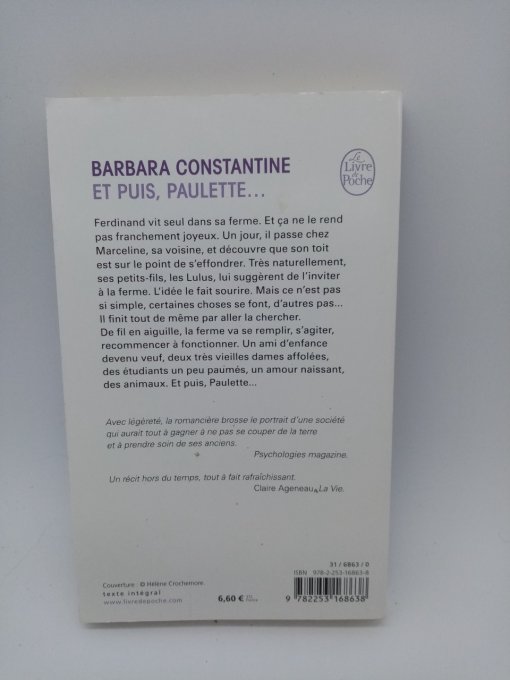 BARBARA CONSTANTINE
Le
Livre
de
Poche
ET PUIS, PAULETTE...
Ferdinand vit seul dans sa ferme. Et ça ne le rend
pas franchement joyeux. Un jour, il passe chez
Marceline, sa voisine, et découvre que son toit
est sur le point de s'effondrer. Très naturellement,
ses petits-fils, les Lulus, lui suggèrent de l'inviter
à la ferme. L'idée le fait sourire. Mais ce n'est pas
si simple, certaines choses se font, d'autres pas...
Il finit tout de même par aller la chercher.
De fil en aiguille, la ferme va se remplir, s'agiter,
recommencer à fonctionner. Un ami d'enfance
devenu veuf, deux très vieilles dames affolées,
des étudiants un peu paumés, un amour naissant,
des animaux. Et puis, Paulette...
Avec légèreté, la romancière brosse le portrait d'une société
qui aurait tout à gagner à ne pas se couper de la terre
et à prendre soin de ses anciens.
Psychologies magazine.
Un récit hors du temps, tout à fait rafraîchissant.
Claire Ageneau, La Vie.
31 / 6863 / 0
ISBN 978-2-253-16863-8
Couverture : © Hélène Crochemore
texte intégral
www.livredepoche.com
6,60 €
9 782253 168638